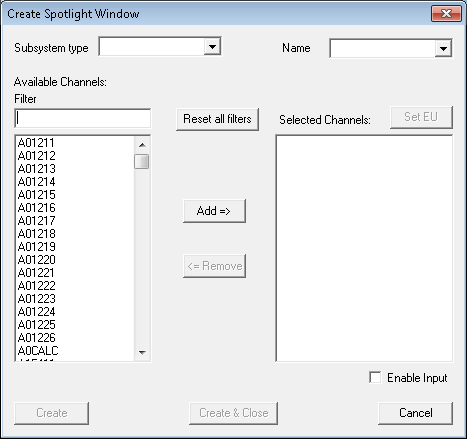 Create Spotlight Window
Subsystem type
Name
Available Channels:
Filter
Reset all filters
Selected Channels:
Set EU
A01211
A01212
A01213
A01214
A01215
A01216
A01217
A01218
A01219
A01220
A01221
A01222
A01223
A01224
A01225
A01226
A0CALC
Add =>
<= Remove
Enable Input
Create
Create & Close
Cancel